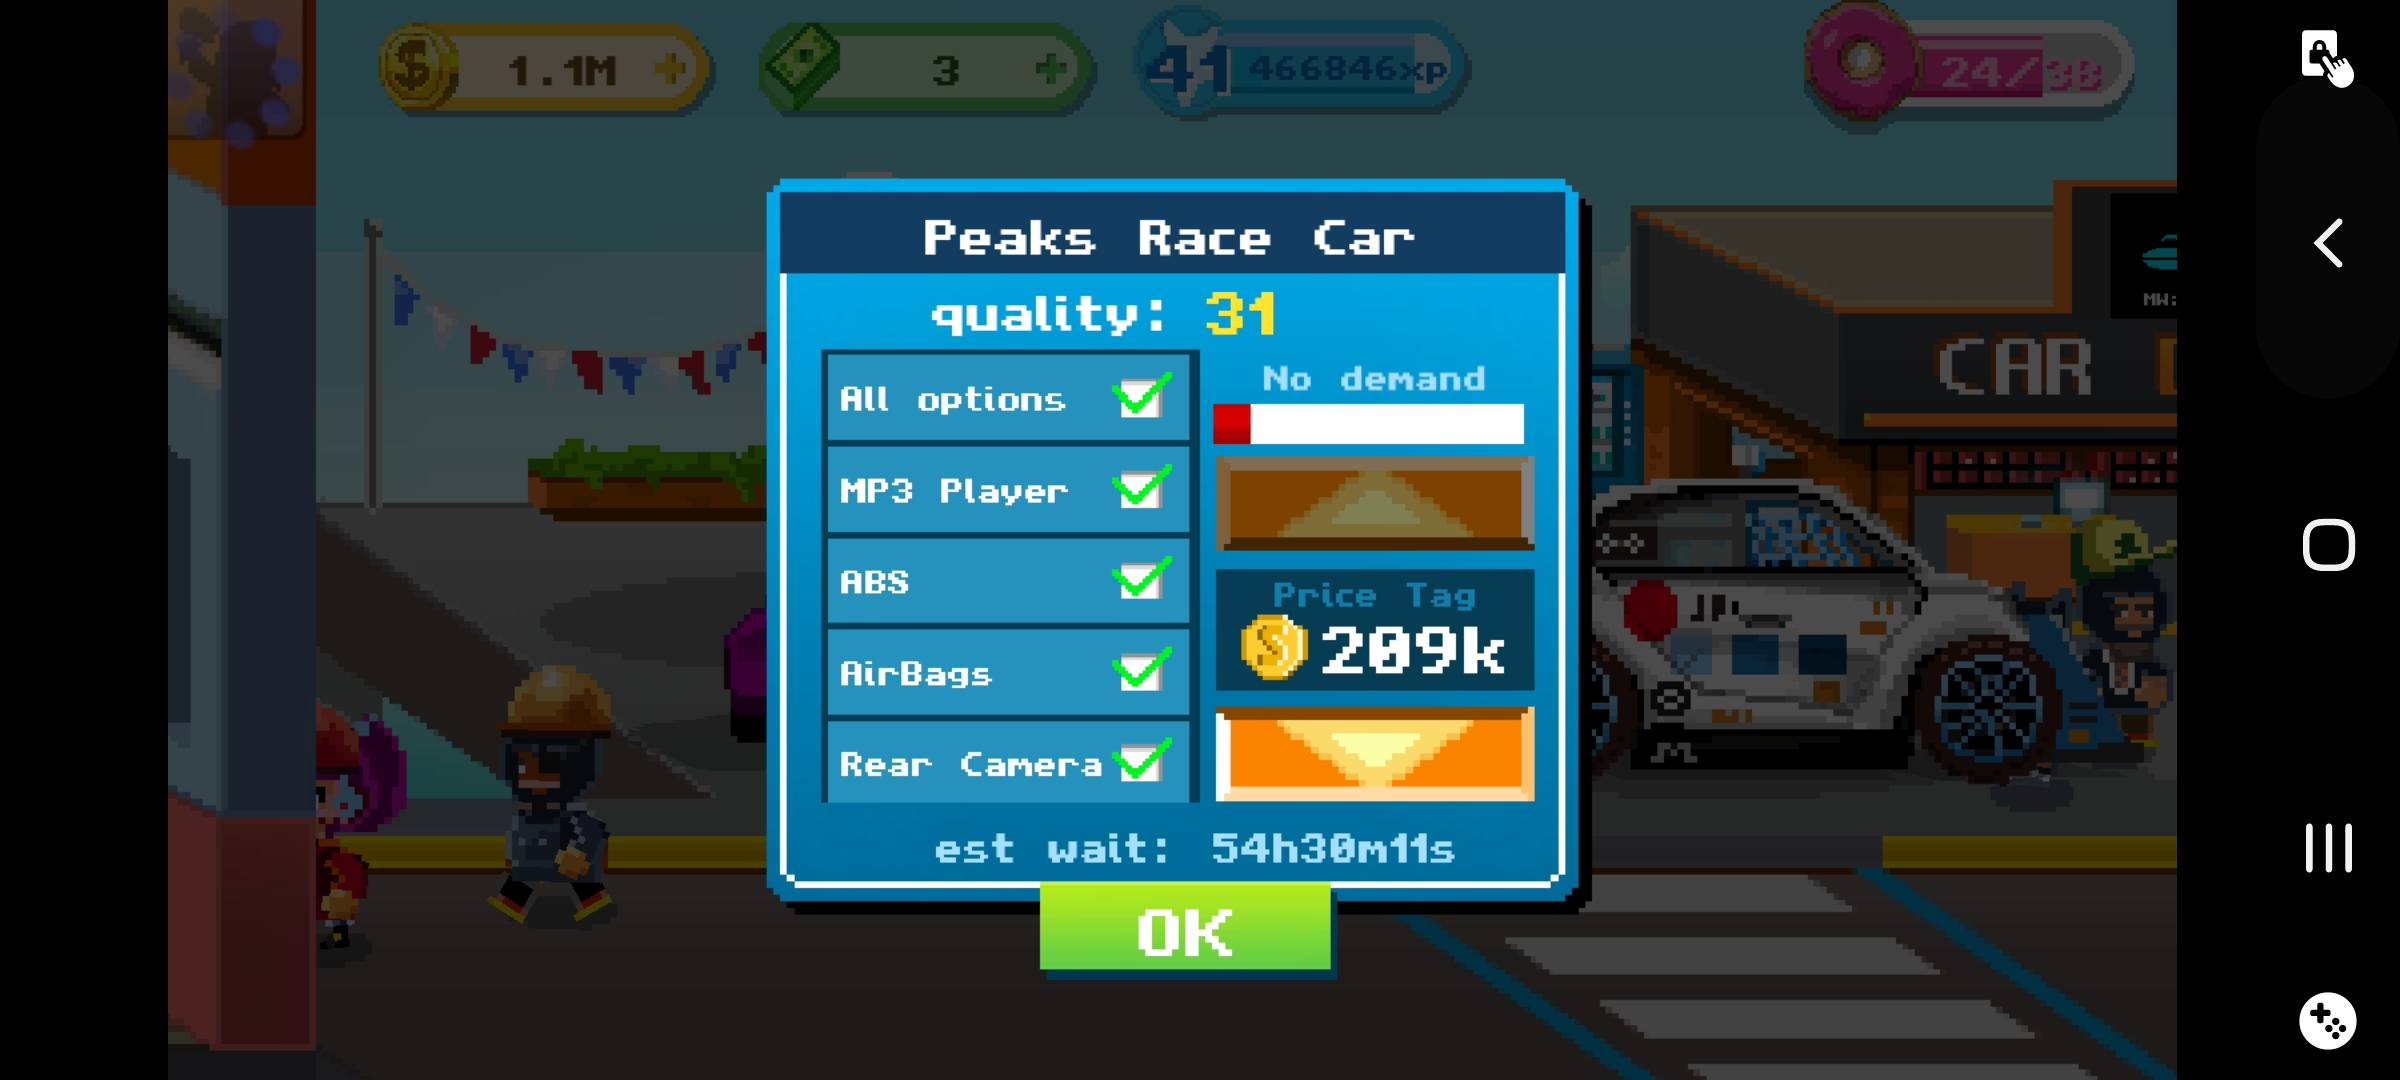 1.1M
3
41 466846xp
24/38
Peaks Race Car
quality: 31
All options
MP3 Player
ABS
AirBags
Rear Camera
No demand
Price Tag
209k
est wait: 54h30m11s
OK
MW:
CAR